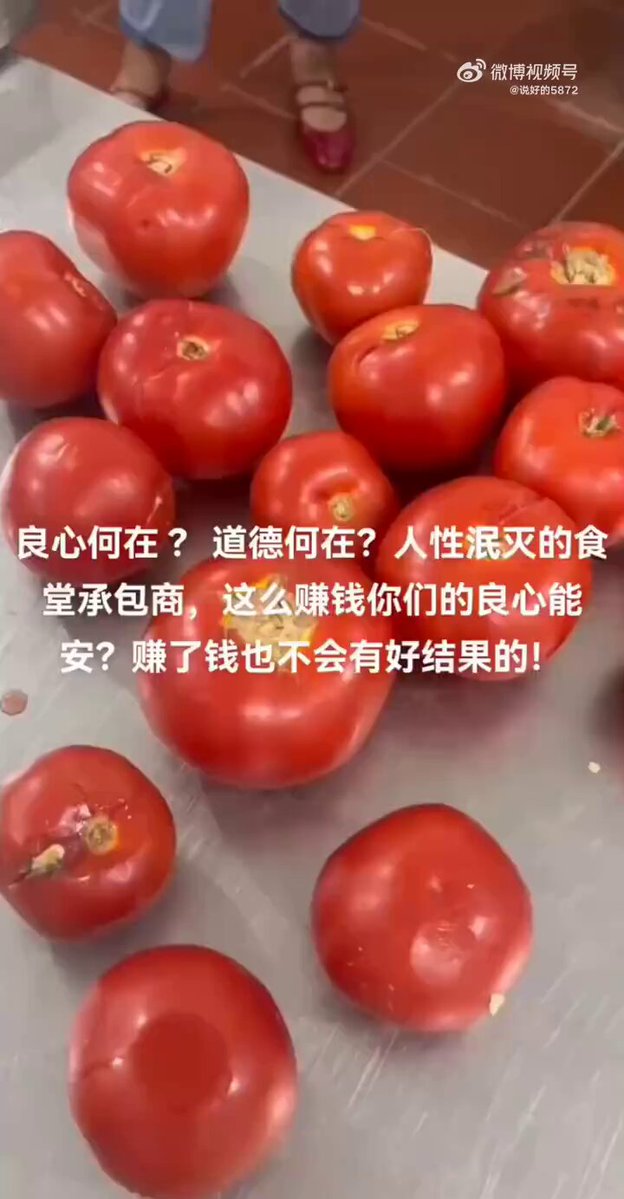 微博视频号
@说好的5872
良心何在？ 道德何在？人性泯灭的食
堂承包商，这么赚钱你们的良心能
安？赚了钱也不会有好结果的！